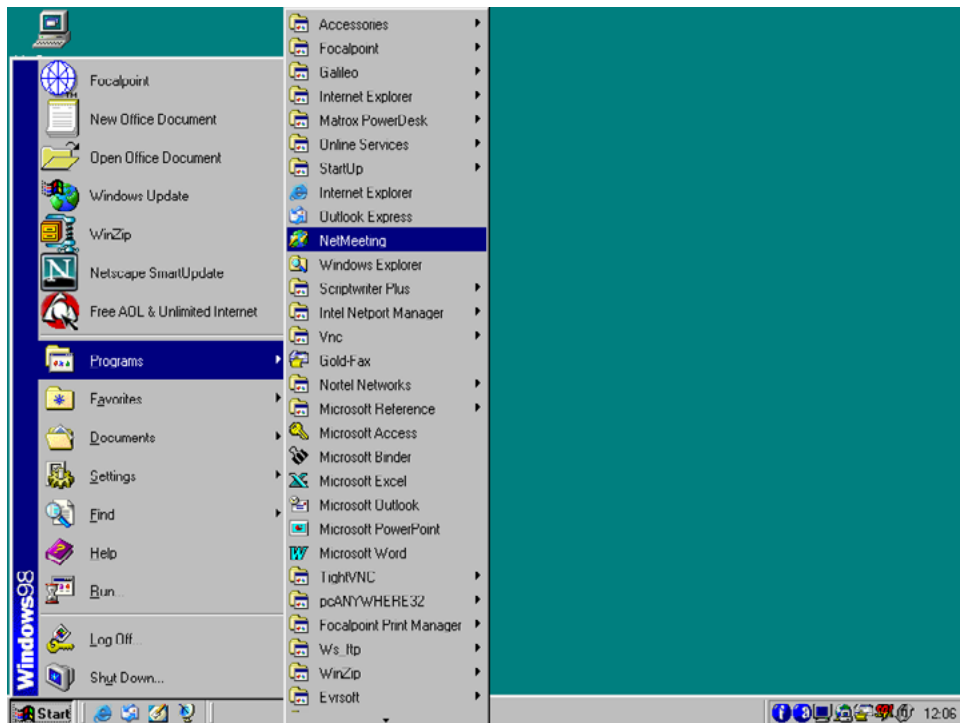 Focalpoint
New Office Document
Open Office Document
Windows Update
WinZip
Netscape SmartUpdate
Free AOL & Unlimited Internet
Programs
Favorites
Documents
Settings
Find
Help
Run...
Log Off...
Shut Down...
Windows98
Accessories
Focalpoint
Galileo
Internet Explorer
Matrox PowerDesk
Online Services
StartUp
Internet Explorer
Outlook Express
NetMeeting
Windows Explorer
Scriptwriter Plus
Intel Netport Manager
Vnc
Gold-Fax
Nortel Networks
Microsoft Reference
Microsoft Access
Microsoft Binder
Microsoft Excel
Microsoft Outlook
Microsoft PowerPoint
Microsoft Word
TightVNC
pcANYWHERE32
Focalpoint Print Manager
Ws_ftp
WinZip
Evrsoft
Start
12:06